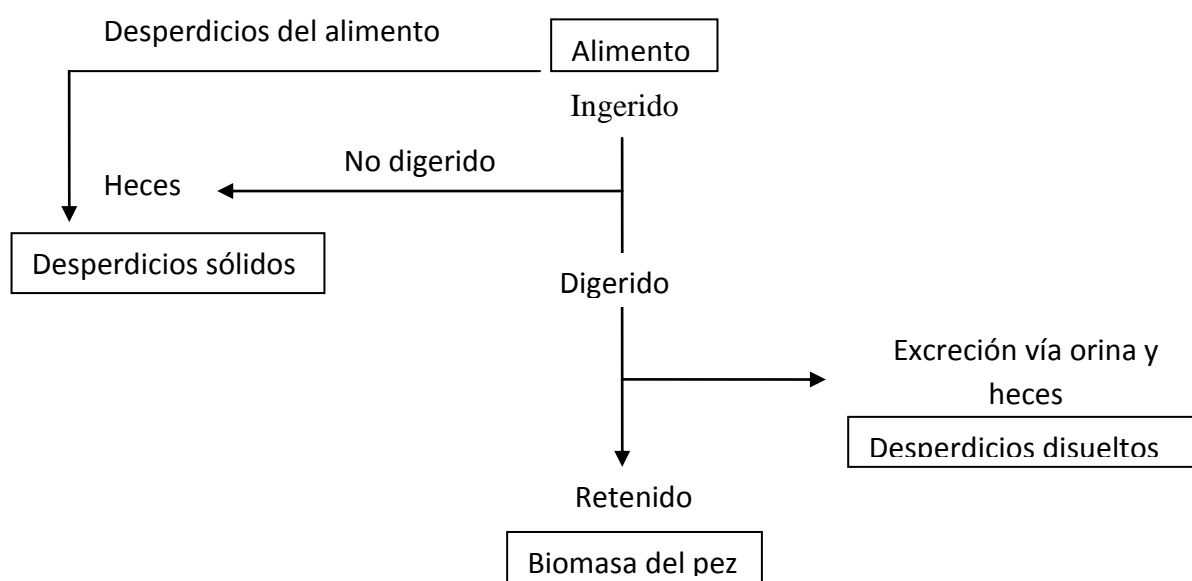 Desperdicios del alimento
Alimento
Ingerido
No digerido
Heces
Desperdicios sólidos
Digerido
Excreción vía orina y
heces
Desperdicios disueltos
Retenido
Biomasa del pez